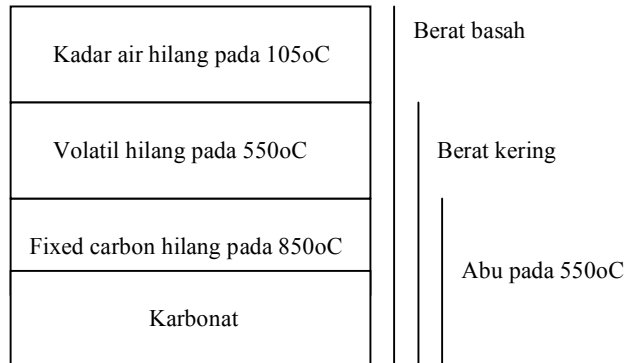 Berat basah
Kadar air hilang pada 105oC
Volatil hilang pada 550oC
Berat kering
Fixed carbon hilang pada 850oC
Abu pada 550oC
Karbonat